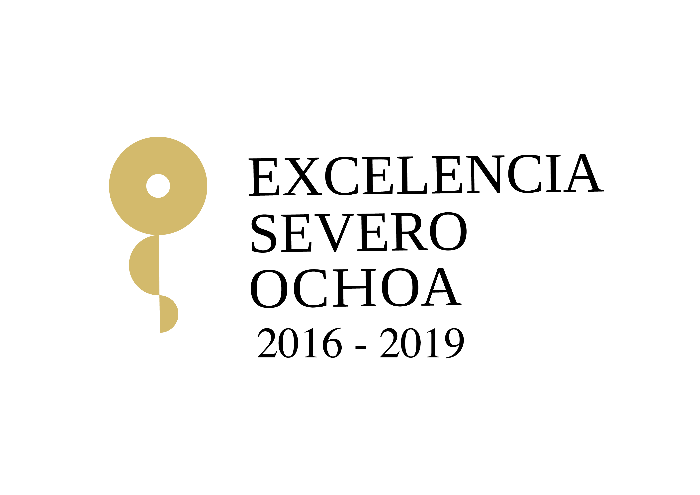 EXCELENCIA
SEVERO
OCHOA
2016 - 2019